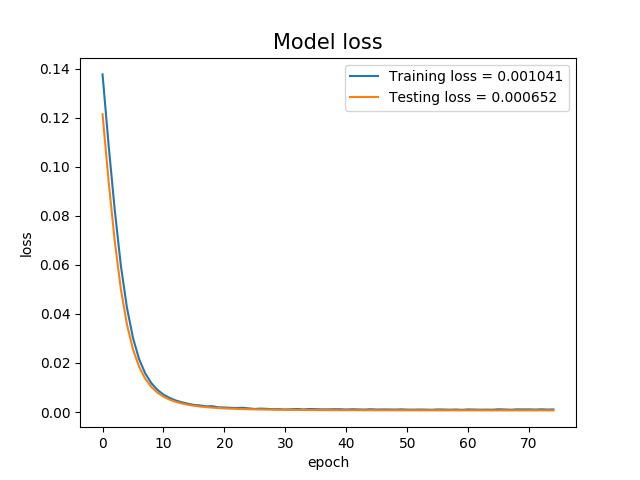 Model loss
Training loss = 0.001041
Testing loss = 0.000652
0.14
0.12
0.10
0.08
0.06
0.04
0.02
0.00
loss
0 10 20 30 40 50 60 70
epoch